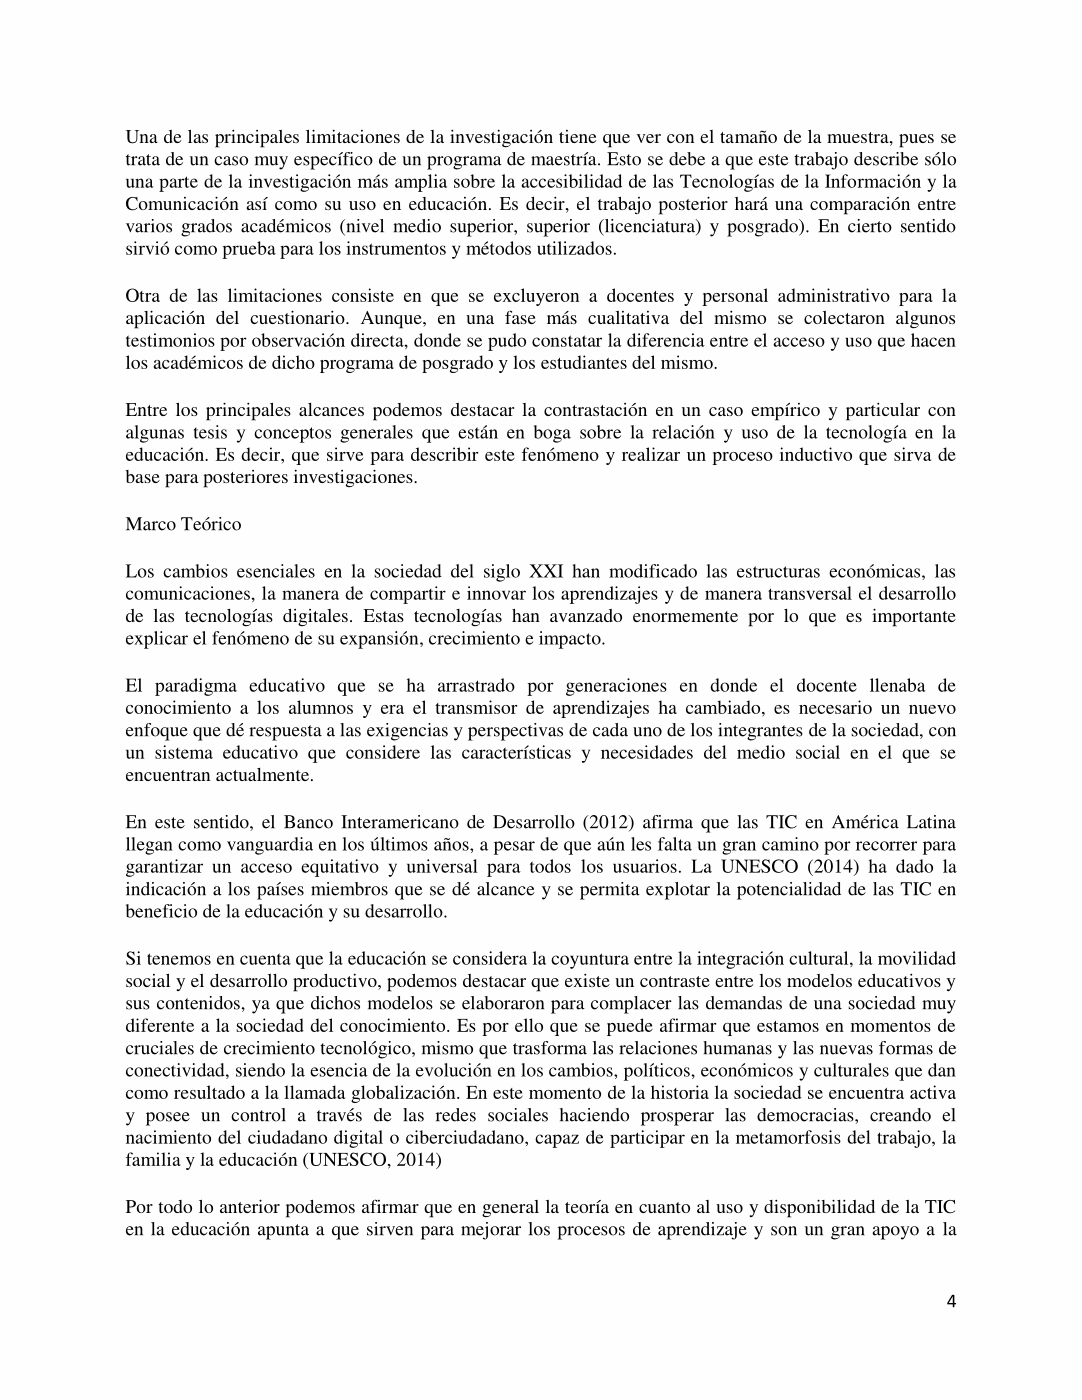 Una de las principales limitaciones de la investigación tiene que ver con el tamaño de la muestra, pues se
trata de un caso muy específico de un programa de maestría. Esto se debe a que este trabajo describe sólo
una parte de la investigación más amplia sobre la accesibilidad de las Tecnologías de la Información y la
Comunicación así como su uso en educación. Es decir, el trabajo posterior hará una comparación entre
varios grados académicos (nivel medio superior, superior (licenciatura) y posgrado). En cierto sentido
sirvió como prueba para los instrumentos y métodos utilizados.
Otra de las limitaciones consiste en que se excluyeron a docentes y personal administrativo para la
aplicación del cuestionario. Aunque, en una fase más cualitativa del mismo se colectaron algunos
testimonios por observación directa, donde se pudo constatar la diferencia entre el acceso y uso que hacen
los académicos de dicho programa de posgrado y los estudiantes del mismo.
Entre los principales alcances podemos destacar la contrastación en un caso empírico y particular con
algunas tesis y conceptos generales que están en boga sobre la relación y uso de la tecnología en la
educación. Es decir, que sirve para describir este fenómeno y realizar un proceso inductivo que sirva de
base para posteriores investigaciones.
Marco Teórico
Los cambios esenciales en la sociedad del siglo XXI han modificado las estructuras económicas, las
comunicaciones, la manera de compartir e innovar los aprendizajes y de manera transversal el desarrollo
de las tecnologías digitales. Estas tecnologías han avanzado enormemente por lo que es importante
explicar el fenómeno de su expansión, crecimiento e impacto.
El paradigma educativo que se ha arrastrado por generaciones en donde el docente llenaba de
conocimiento a los alumnos y era el transmisor de aprendizajes ha cambiado, es necesario un nuevo
enfoque que dé respuesta a las exigencias y perspectivas de cada uno de los integrantes de la sociedad, con
un sistema educativo que considere las características y necesidades del medio social en el que se
encuentran actualmente.
En este sentido, el Banco Interamericano de Desarrollo (2012) afirma que las TIC en América Latina
llegan como vanguardia en los últimos años, a pesar de que aún les falta un gran camino por recorrer para
garantizar un acceso equitativo y universal para todos los usuarios. La UNESCO (2014) ha dado la
indicación a los países miembros que se dé alcance y se permita explotar la potencialidad de las TIC en
beneficio de la educación y su desarrollo.
Si tenemos en cuenta que la educación se considera la coyuntura entre la integración cultural, la movilidad
social y el desarrollo productivo, podemos destacar que existe un contraste entre los modelos educativos y
sus contenidos, ya que dichos modelos se elaboraron para complacer las demandas de una sociedad muy
diferente a la sociedad del conocimiento. Es por ello que se puede afirmar que estamos en momentos de
cruciales de crecimiento tecnológico, mismo que trasforma las relaciones humanas y las nuevas formas de
conectividad, siendo la esencia de la evolución en los cambios, políticos, económicos y culturales que dan
como resultado a la llamada globalización. En este momento de la historia la sociedad se encuentra activa
y posee un control a través de las redes sociales haciendo prosperar las democracias, creando el
nacimiento del ciudadano digital o ciberciudadano, capaz de participar en la metamorfosis del trabajo, la
familia y la educación (UNESCO, 2014)
Por todo lo anterior podemos afirmar que en general la teoría en cuanto al uso y disponibilidad de la TIC
en la educación apunta a que sirven para mejorar los procesos de aprendizaje y son un gran apoyo a la
4